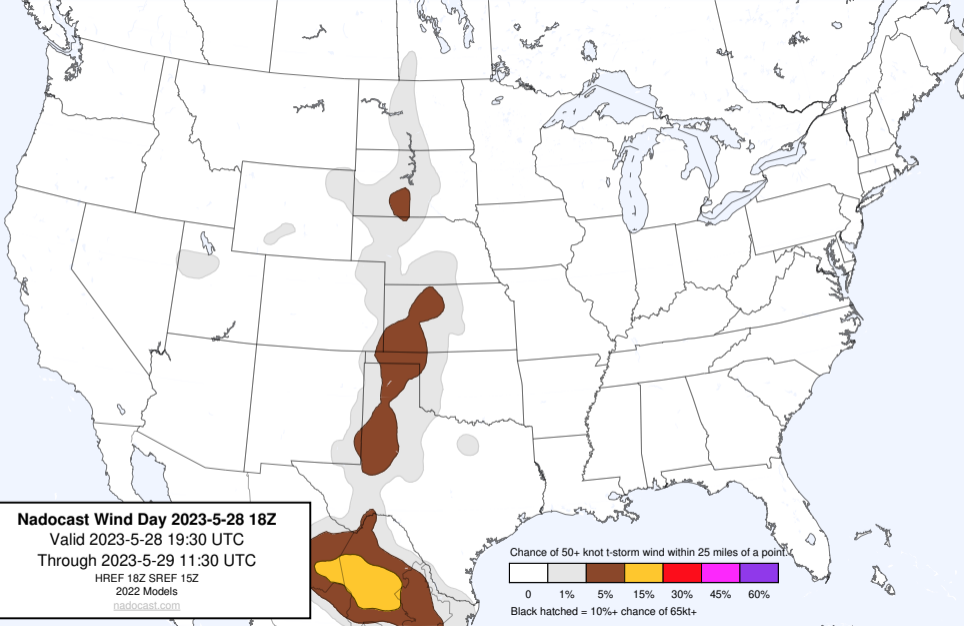 Nadocast Wind Day 2023-5-28 18Z
Valid 2023-5-28 19:30 UTC
Through 2023-5-29 11:30 UTC
HREF 18Z SREF 15Z
2022 Models
nadocast.com
Chance of 50+ knot t-storm wind within 25 miles of a point.
0 1% 5% 15% 30% 45% 60%
Black hatched = 10%+ chance of 65kt+